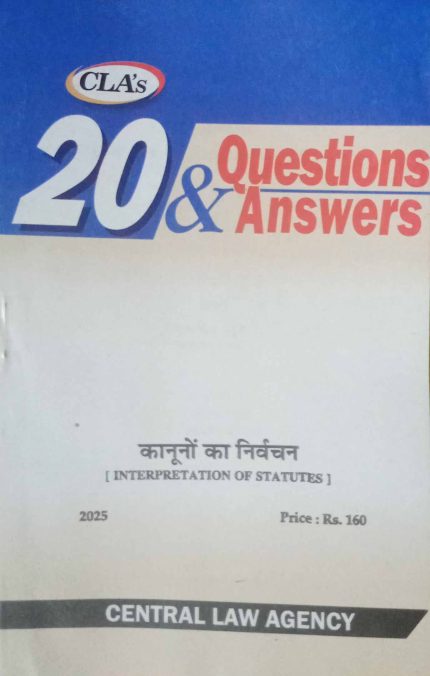 CLA's
20 Questions
& Answers
कानूनों का निर्वचन
[ INTERPRETATION OF STATUTES ]
2025 Price : Rs. 160
CENTRAL LAW AGENCY